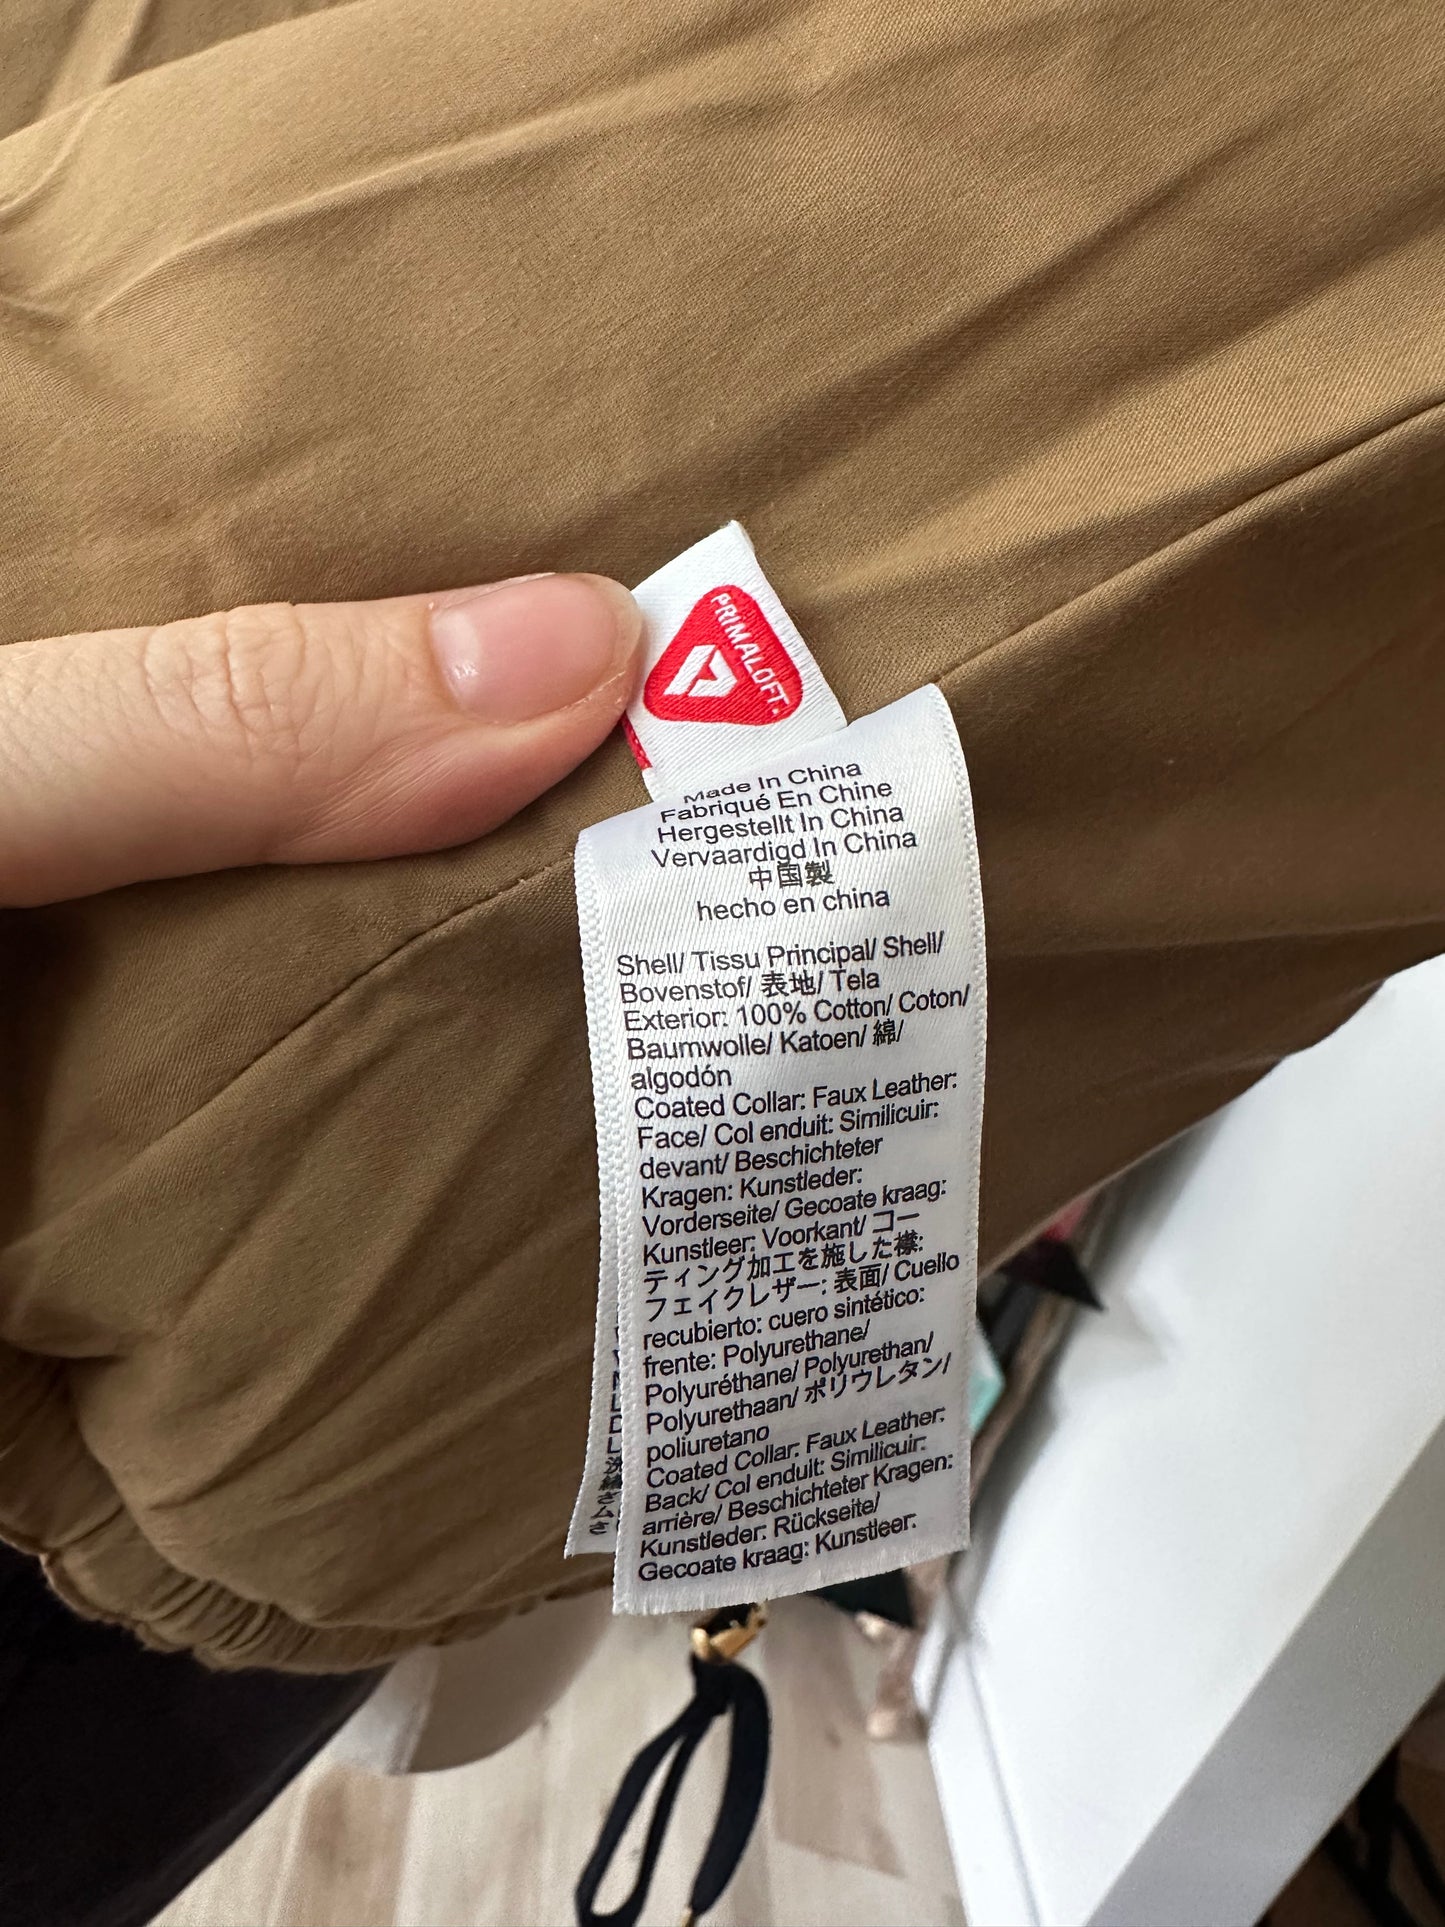 PRIMALOFT
Made In China
Fabriqué En Chine
Hergestellt In China
Vervaardigd In China
中国製
hecho en china
Shell/ Tissu Principal/ Shell/
Bovenstof/ 表地/ Tela
Exterior: 100% Cotton/ Coton/
Baumwolle/ Katoen/ 綿/
algodón
Coated Collar: Faux Leather:
Face/ Col enduit: Similicuir:
devant/ Beschichteter
Kragen: Kunstleder:
Vorderseite/ Gecoate kraag:
Kunstleer: Voorkant/ コー
ティング加工を施した襟:
フェイクレザー: 表面/ Cuello
recubierto: cuero sintético:
frente: Polyurethane/
Polyuréthane/ Polyurethan/
Polyurethaan/ ポリウレタン/
poliuretano
Coated Collar: Faux Leather:
Back/ Col enduit: Similicuir:
arrière/ Beschichteter Kragen:
Kunstleder: Rückseite/
Gecoate kraag: Kunstleer: